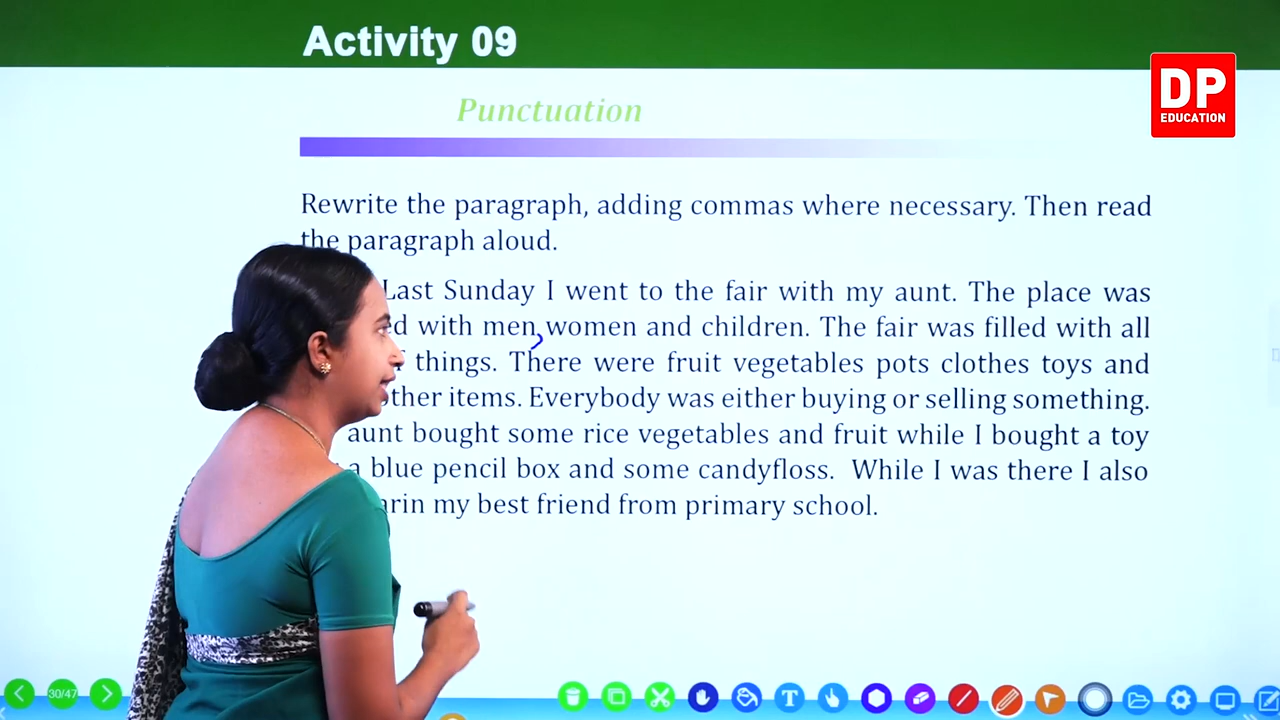 Activity 09
DP
EDUCATION
Punctuation
Rewrite the paragraph, adding commas where necessary. Then read
the paragraph aloud.
Last Sunday I went to the fair with my aunt. The place was
with men, women and children. The fair was filled with all
things. There were fruit vegetables pots clothes toys and
other items. Everybody was either buying or selling something.
aunt bought some rice vegetables and fruit while I bought a toy
a blue pencil box and some candyfloss. While I was there I also
my best friend from primary school.
30/47